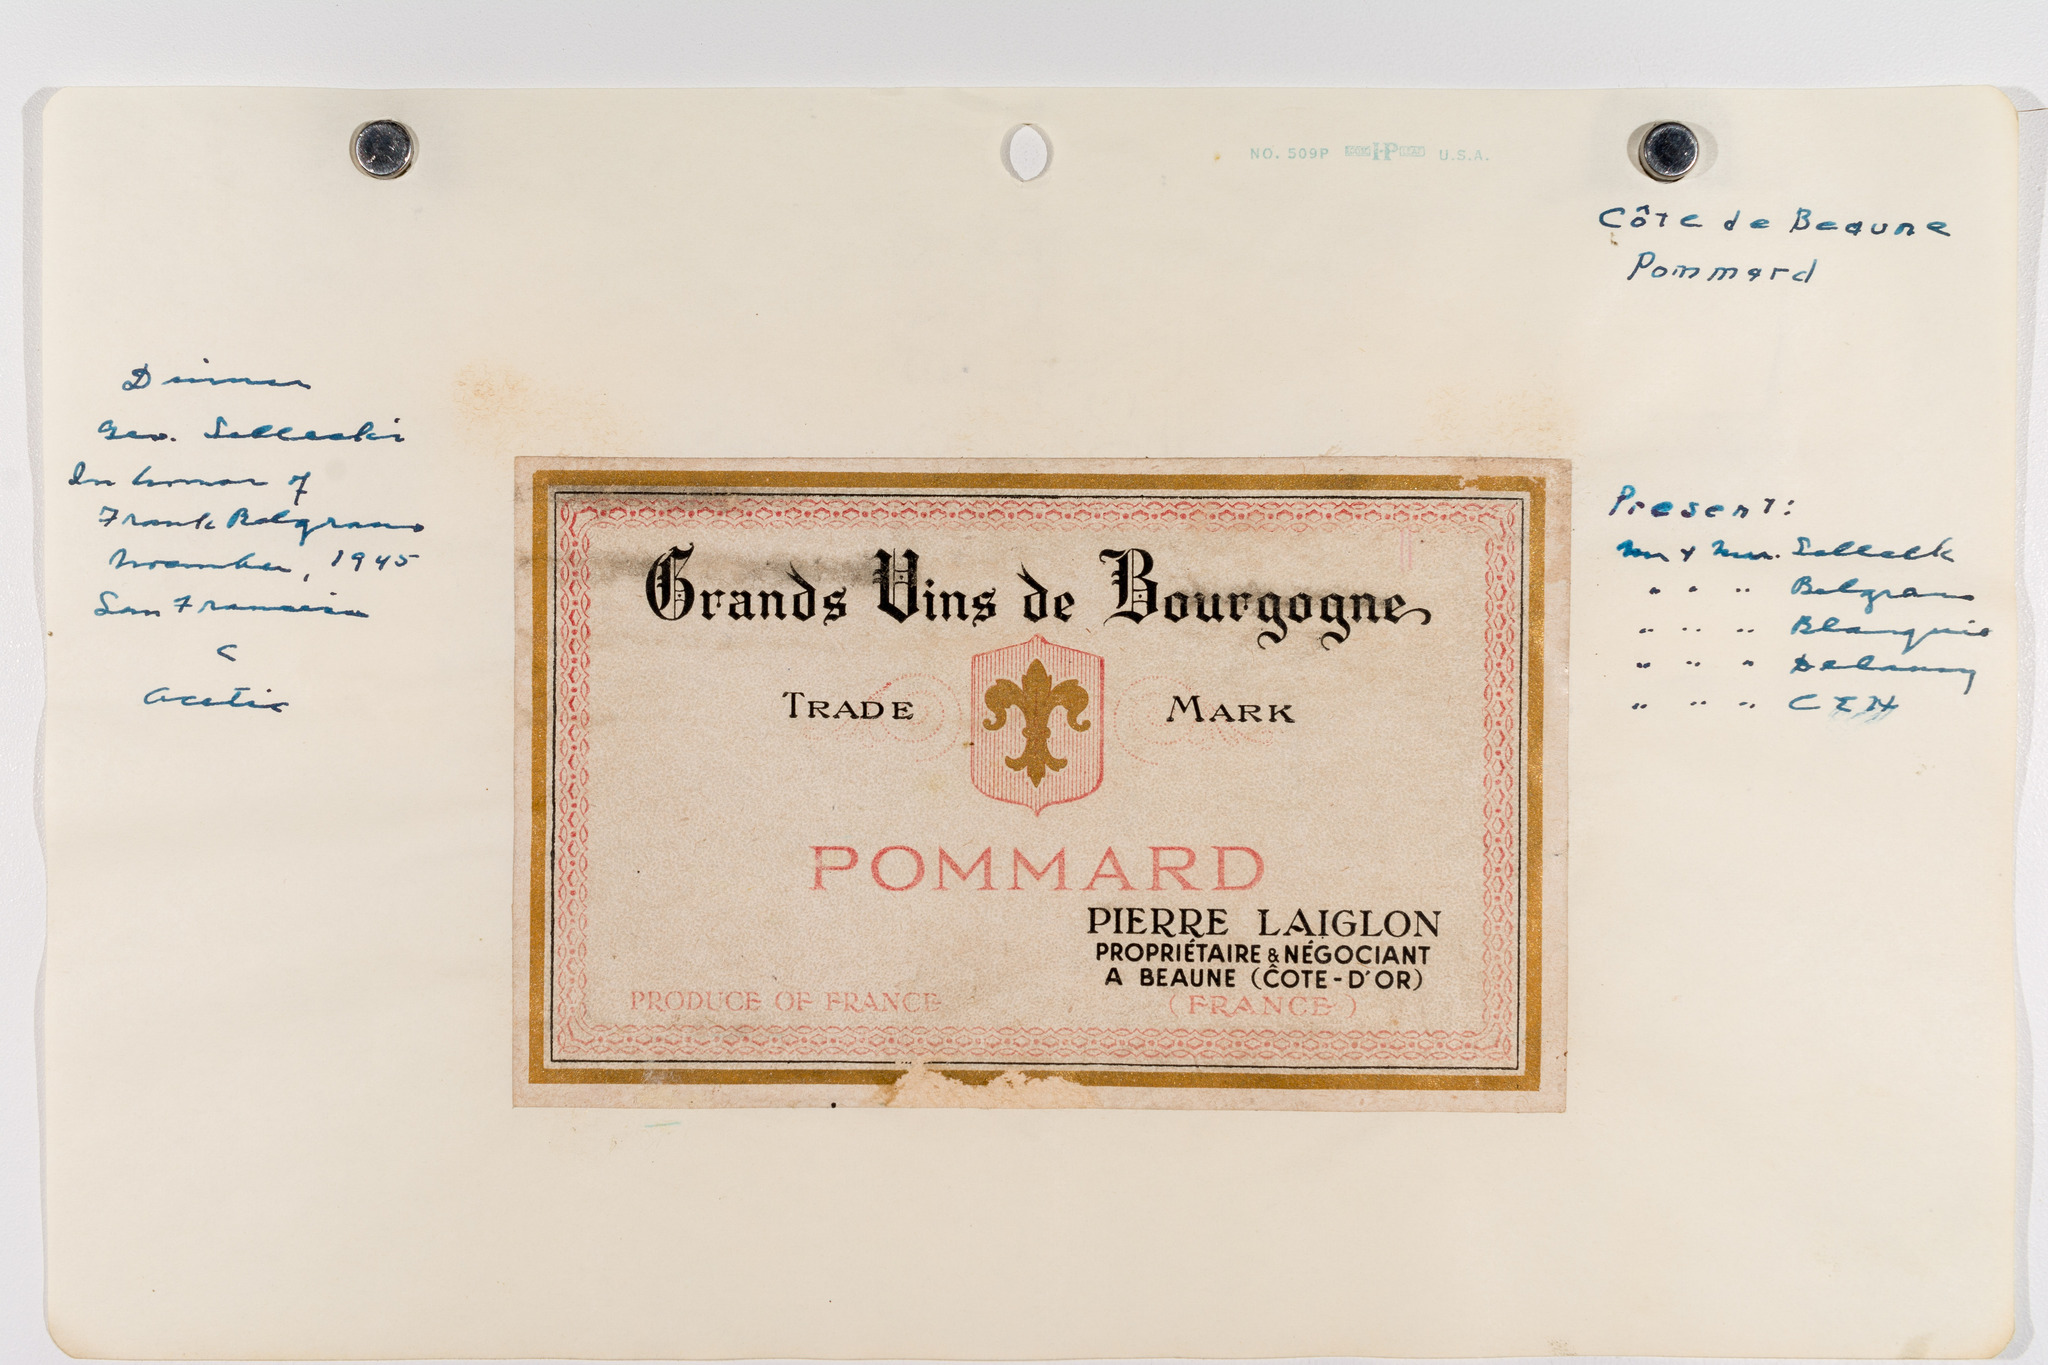 NO. 509P H·P U.S.A.
Côte de Beaune
Pommard
Dinner
Geo.
In honor of
Frank Belgrano
November, 1945
San Francisco
C
acetic
Grands Vins de Bourgogne
TRADE MARK
POMMARD
PIERRE LAIGLON
PROPRIÉTAIRE & NÉGOCIANT
A BEAUNE (CÔTE-D'OR)
PRODUCE OF FRANCE (FRANCE)
Present:
Mr & Mrs. Selleck
" " " Belgrano
" " " Blanquie
" " " Delaney
" " " CEH